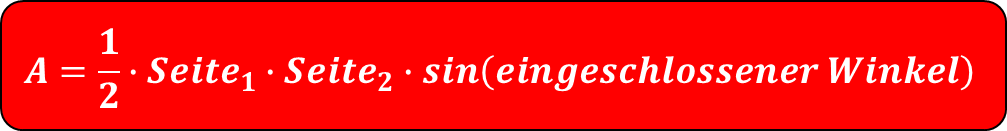 A = 1/2 · Seite₁ · Seite₂ · sin(eingeschlossener Winkel)